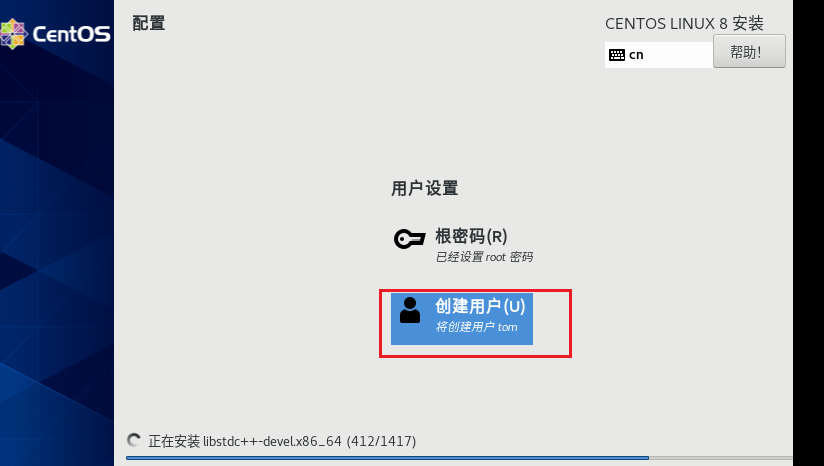 CentOS
配置
CENTOS LINUX 8 安装
cn
帮助!
用户设置
根密码(R)
已经设置 root 密码
创建用户(U)
将创建用户 tom
正在安装 libstdc++-devel.x86_64 (412/1417)